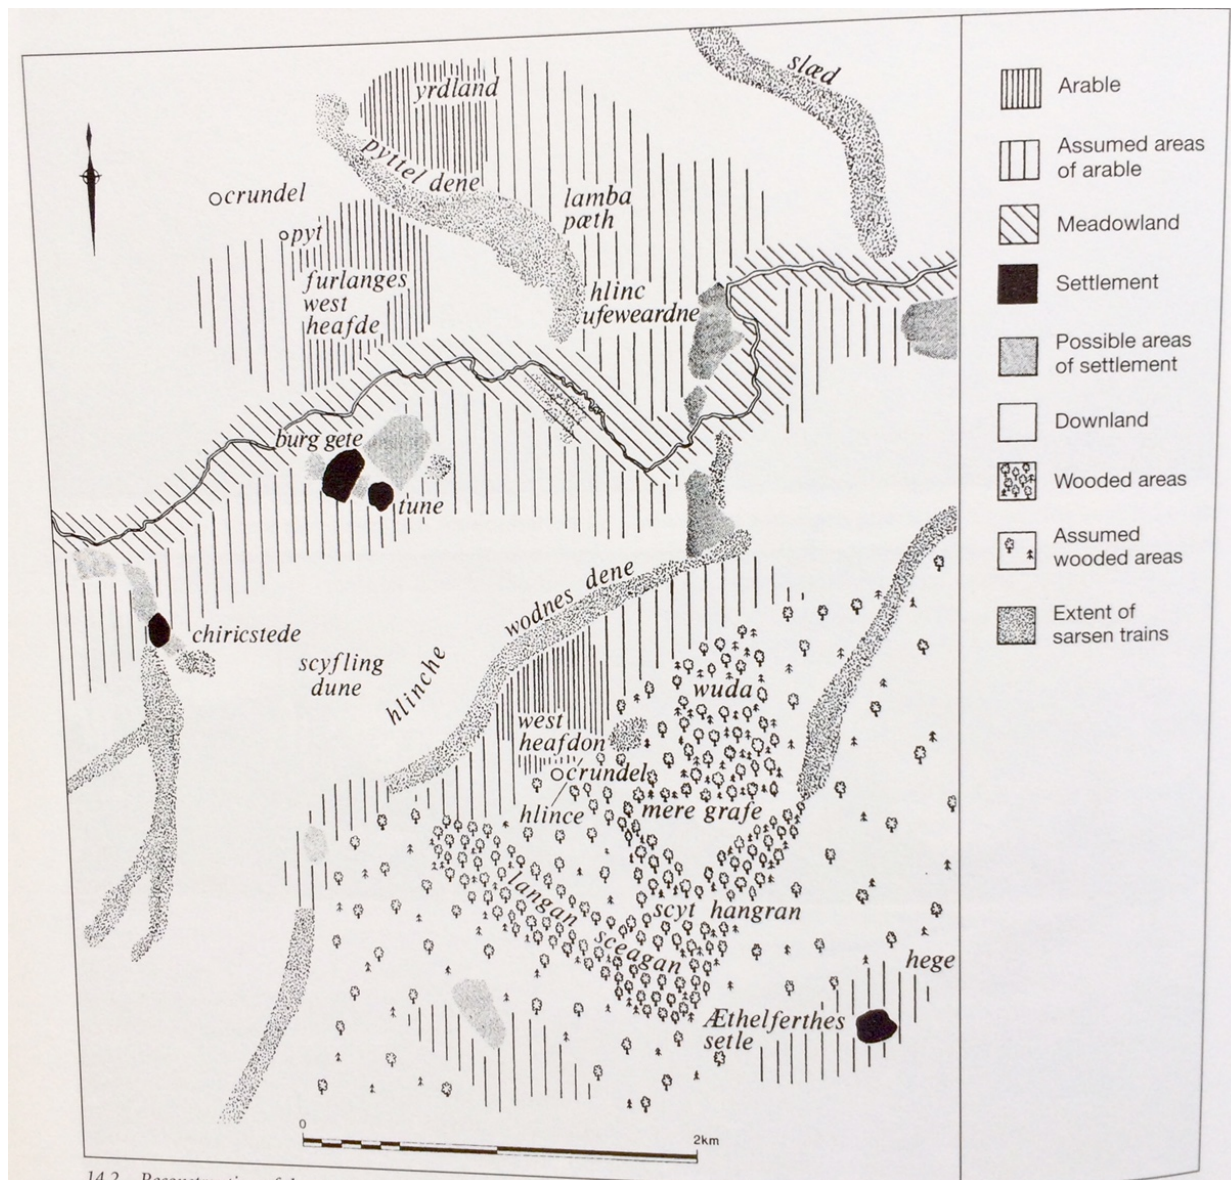 slæd
yrdland
pyttel dene
crundel
lamba
pæth
pyt
furlanges
west
heafde
hlinc
ufeweardne
burg gete
tune
chiricstede
scyfling
dune
hlinche
wodnes dene
wuda
west
heafdon
crundel
hlince
mere grafe
langan sceagan
scyt hangran
hege
Æthelferthes
setle
0
2km
Arable
Assumed areas
of arable
Meadowland
Settlement
Possible areas
of settlement
Downland
Wooded areas
Assumed
wooded areas
Extent of
sarsen trains
14.2